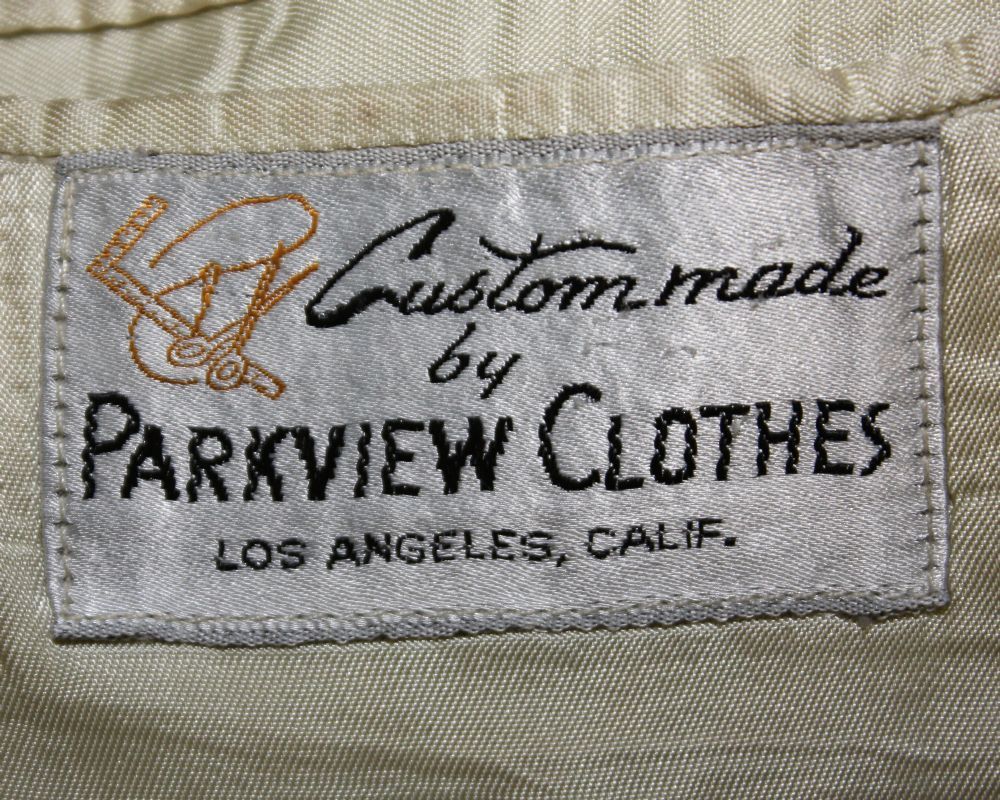 Custom made
by
PARKVIEW CLOTHES
LOS ANGELES, CALIF.